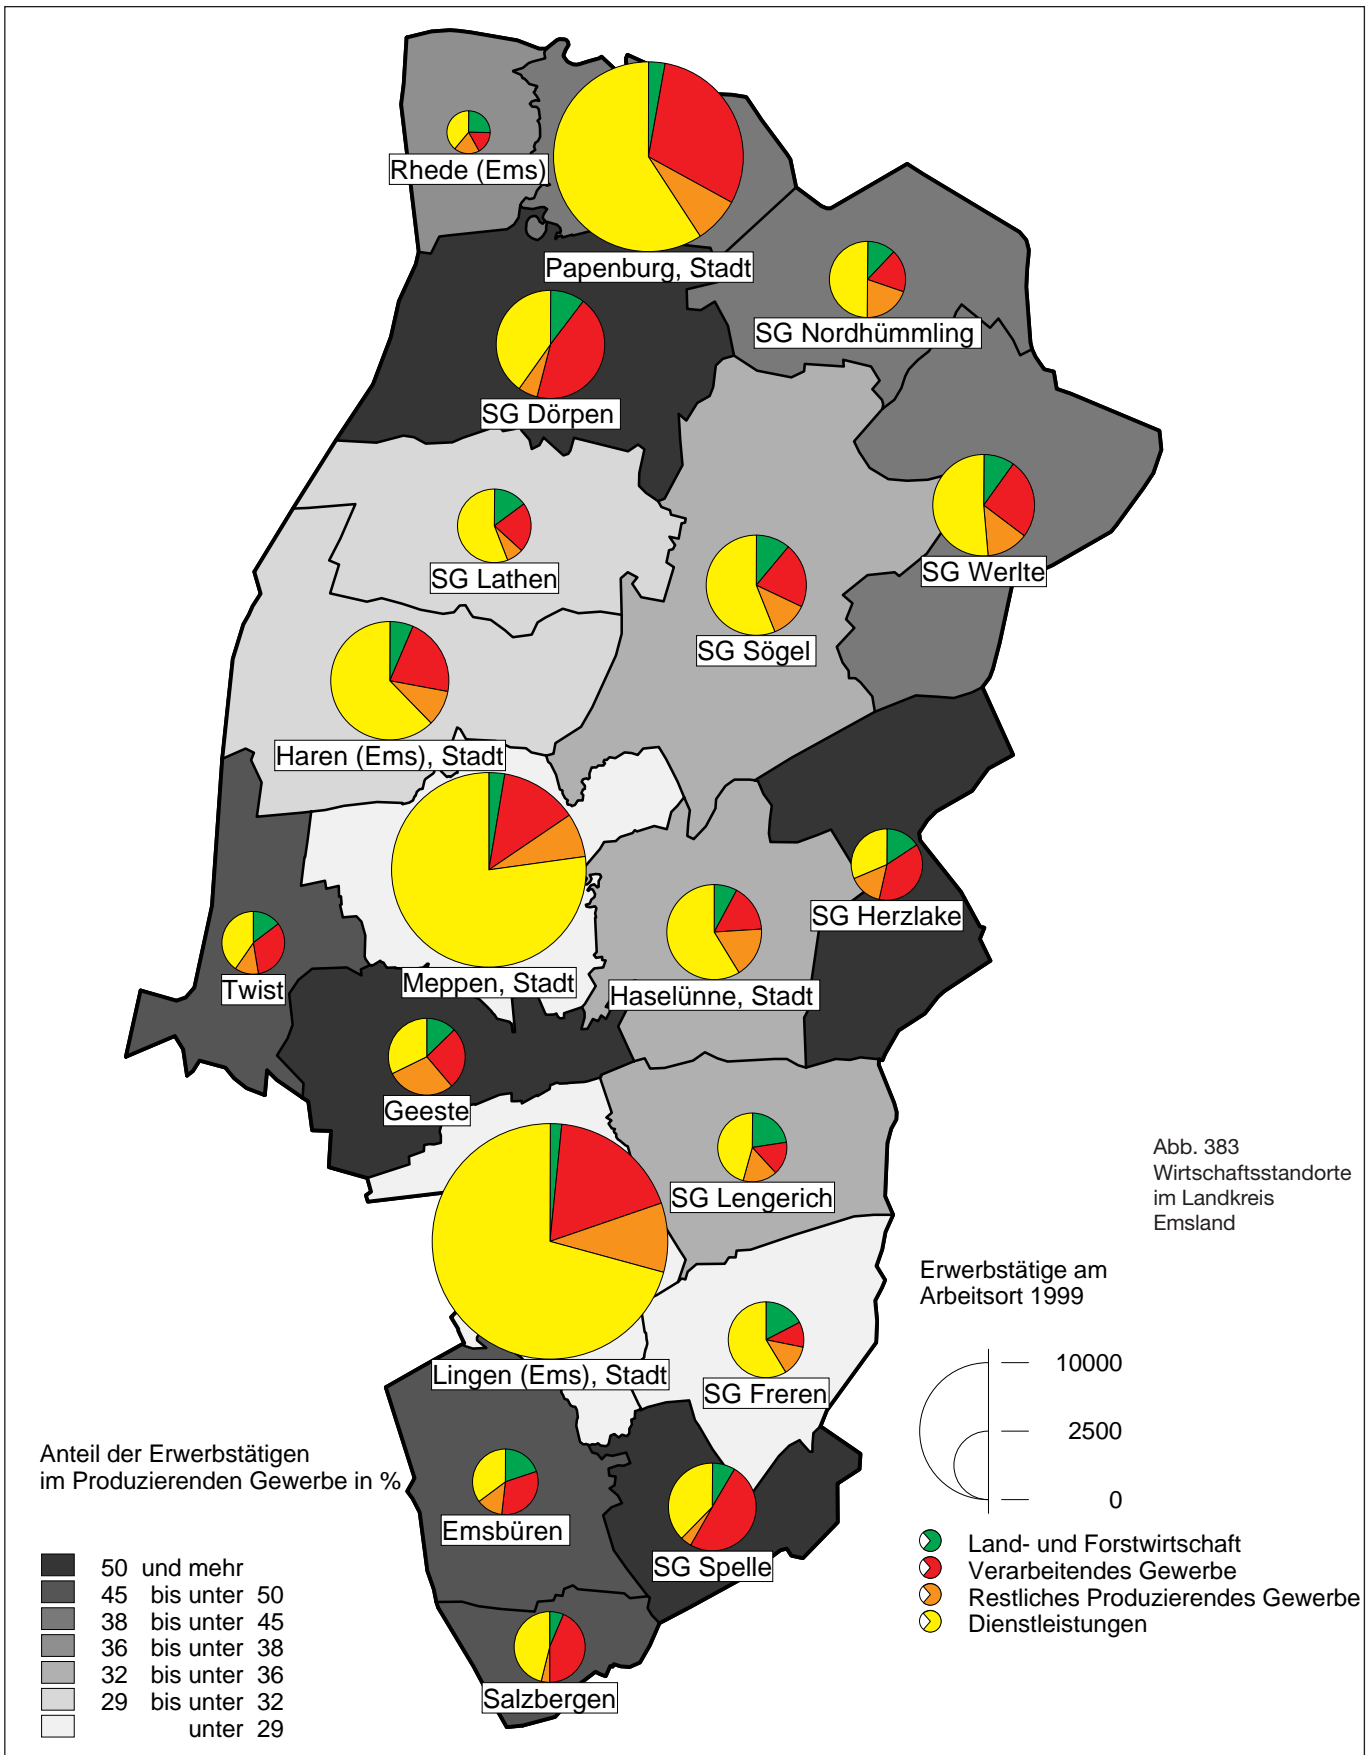 Rhede (Ems)
Papenburg, Stadt
SG Nordhümmling
SG Dörpen
SG Werlte
SG Lathen
SG Sögel
Haren (Ems), Stadt
SG Herzlake
Twist
Meppen, Stadt
Haselünne, Stadt
Geeste
SG Lengerich
Lingen (Ems), Stadt
SG Freren
Emsbüren
SG Spelle
Salzbergen
Abb. 383
Wirtschaftsstandorte
im Landkreis
Emsland
Erwerbstätige am
Arbeitsort 1999
10000
2500
0
Land- und Forstwirtschaft
Verarbeitendes Gewerbe
Restliches Produzierendes Gewerbe
Dienstleistungen
Anteil der Erwerbstätigen
im Produzierenden Gewerbe in %
50 und mehr
45 bis unter 50
38 bis unter 45
36 bis unter 38
32 bis unter 36
29 bis unter 32
unter 29